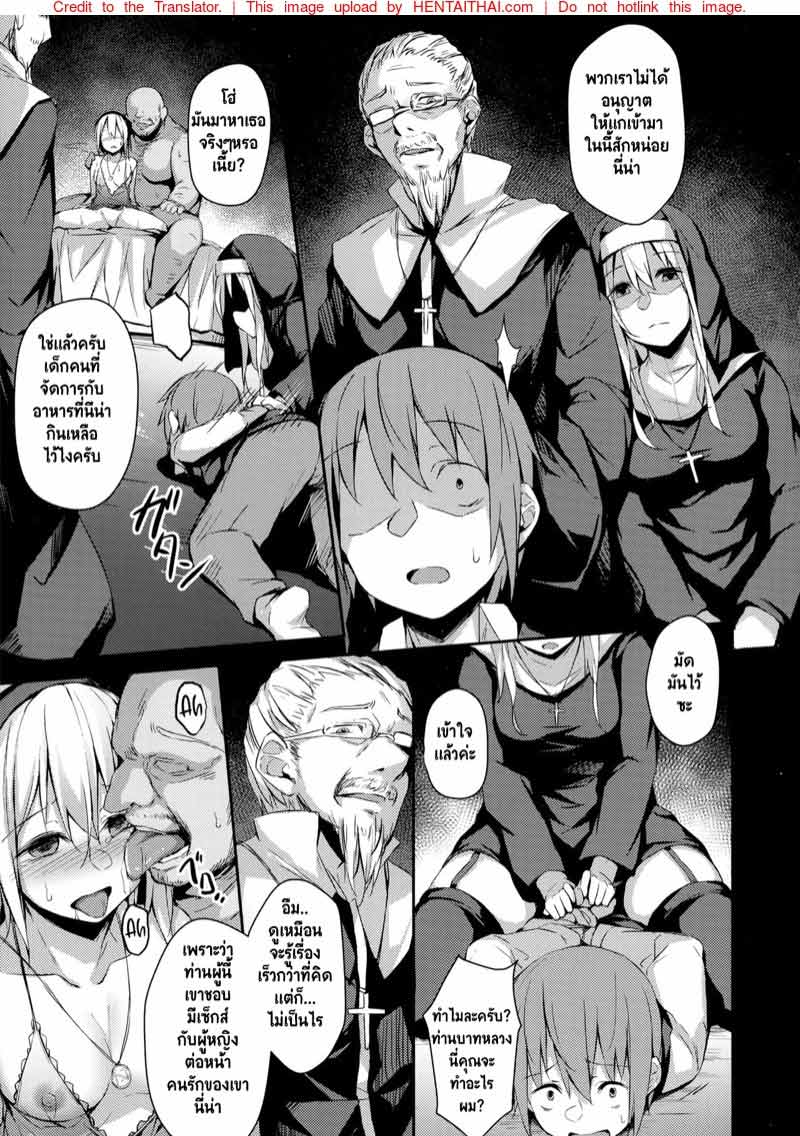 Credit to the Translator. | This image upload by HENTAITHAI.com | Do not hotlink this image.
พวกเราไม่ได้
อนุญาต
ให้แกเข้ามา
ในนี้สักหน่อย
นี่น่า
โฮ่
มันมาหาเธอ
จริงๆหรอ
เนี้ย?
ใช่แล้วครับ
เด็กคนที่
จัดการกับ
อาหารที่นีน่า
กินเหลือ
ไว้ไงครับ
ガタン
มัด
มันไว้
ซะ
เข้าใจ
แล้วค่ะ
ทำไมละครับ?
ท่านบาทหลวง
นี่คุณจะ
ทำอะไร
ผม?
อืม..
ดูเหมือน
จะรู้เรื่อง
เร็วกว่าที่คิด
แต่ก็...
ไม่เป็นไร
เพราะว่า
ท่านผู้นี้
เขาชอบ
มีเซ็กส์
กับผู้หญิง
ต่อหน้า
คนรักของเขา
นี่น่า
Ah
ベロ
Ah